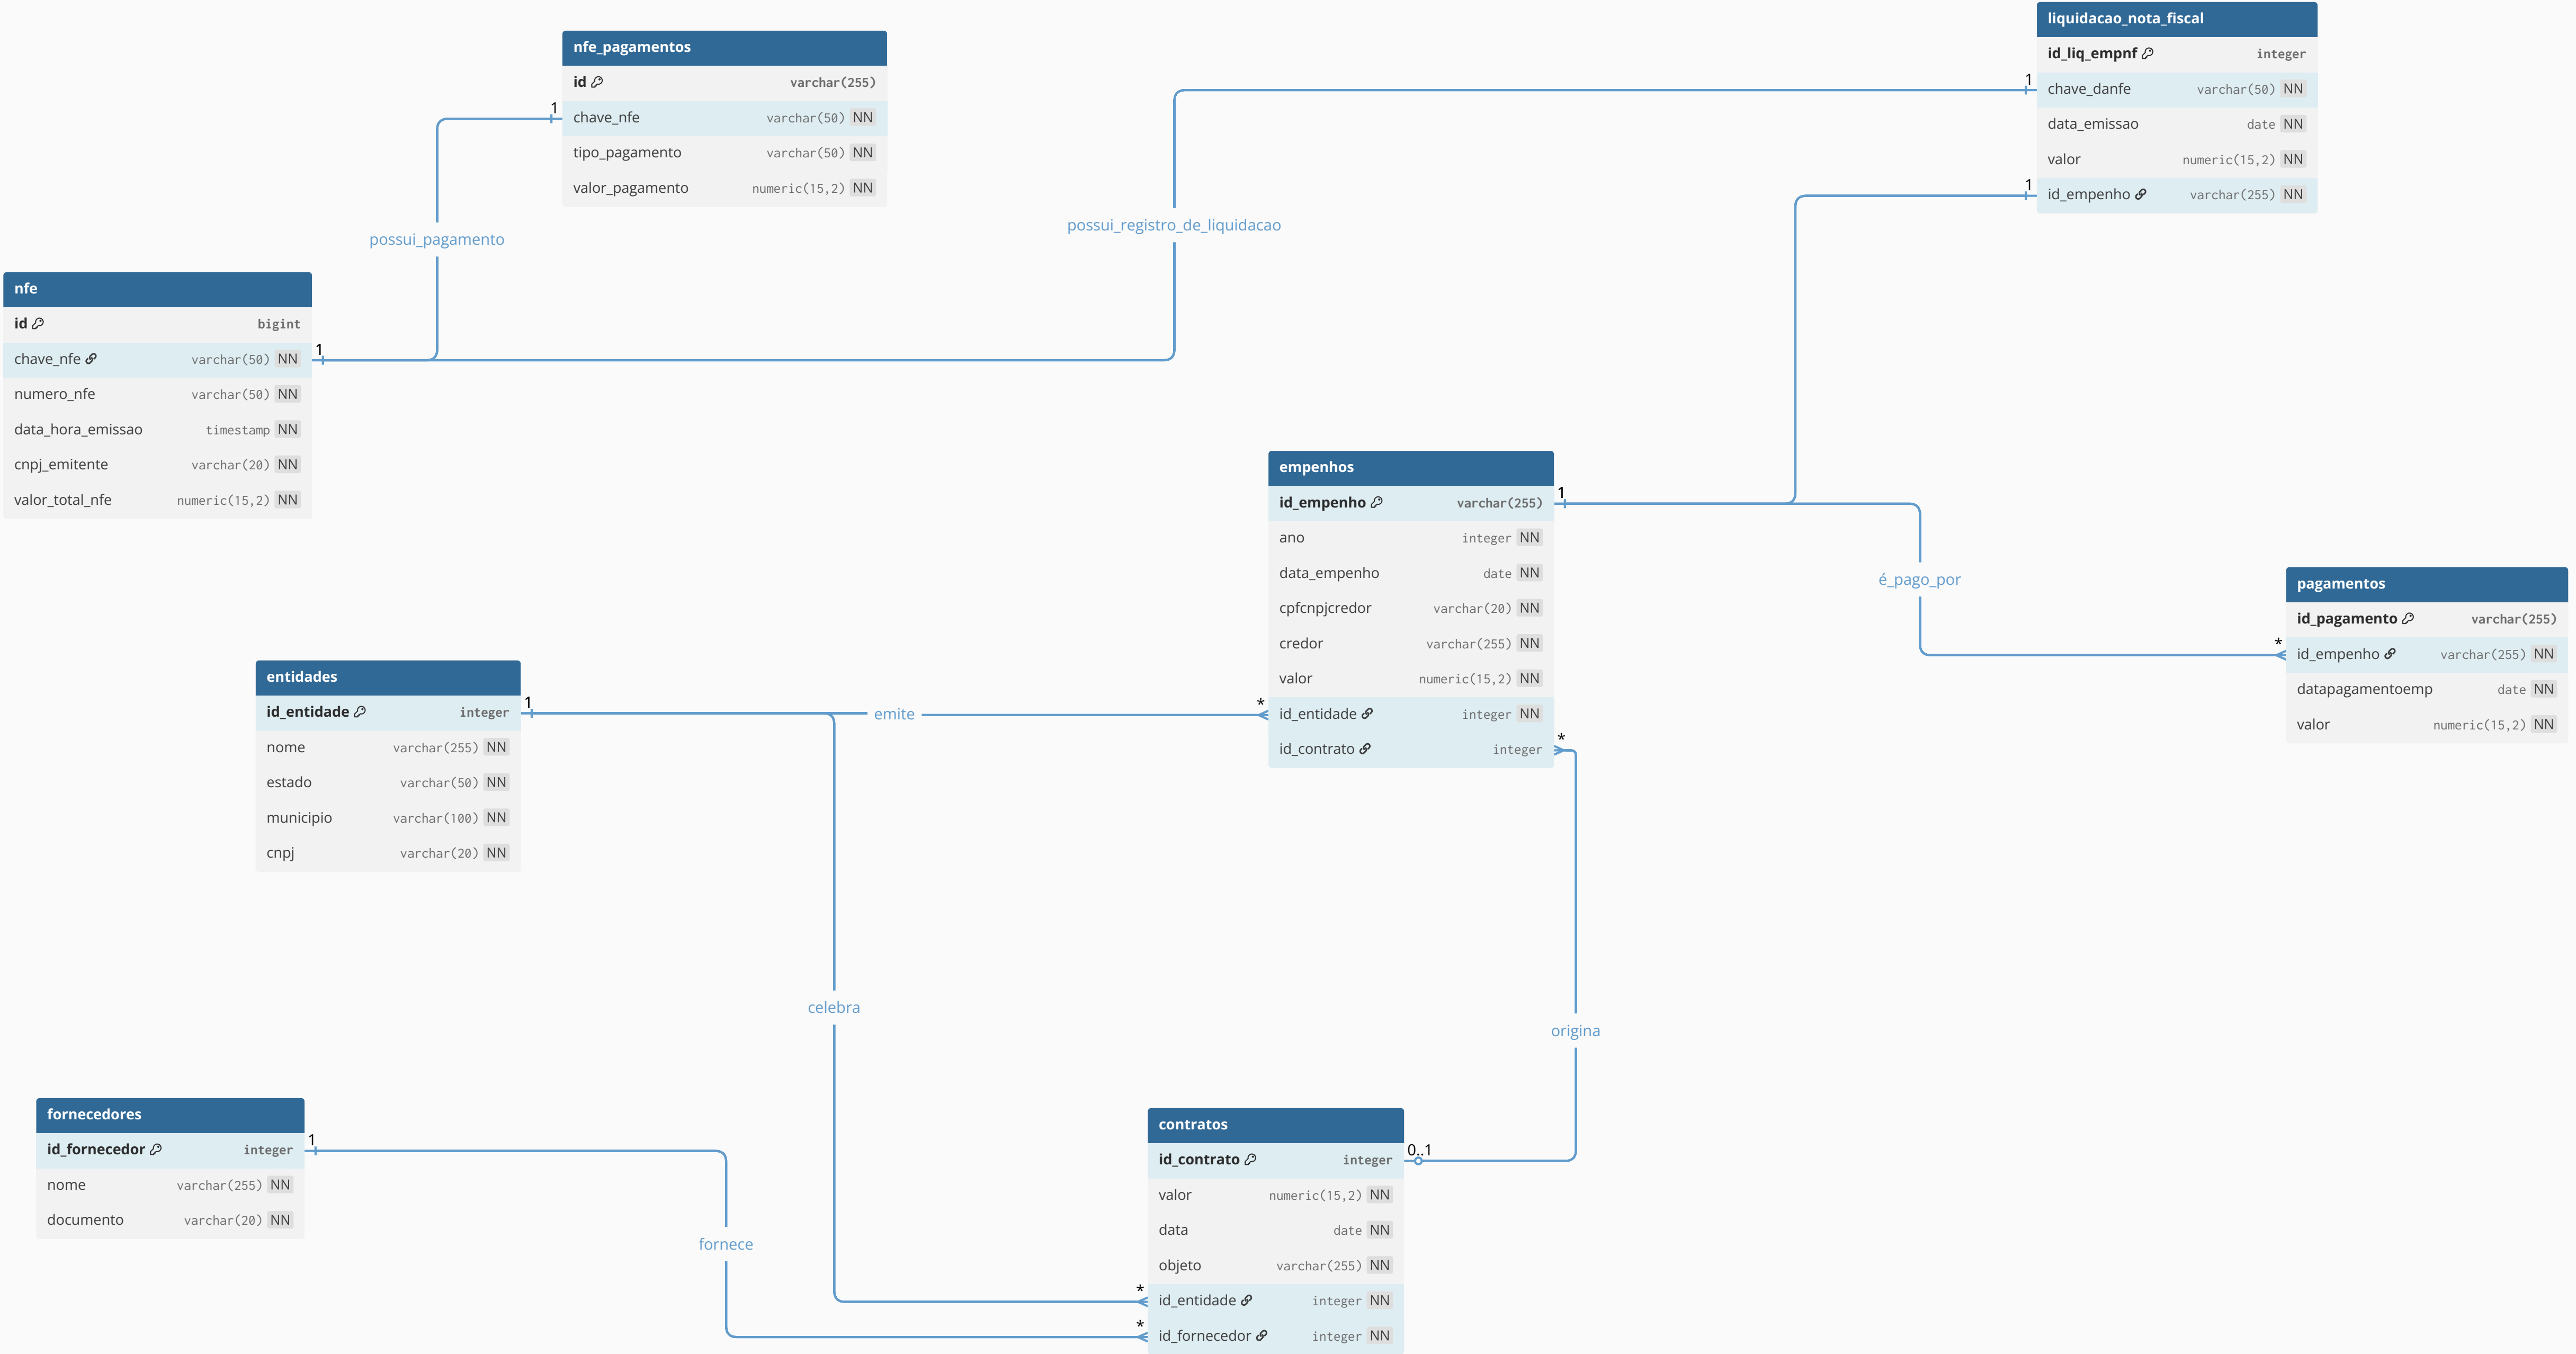 nfe_pagamentos
id varchar(255)
chave_nfe varchar(50) NN
tipo_pagamento varchar(50) NN
valor_pagamento numeric(15,2) NN
liquidacao_nota_fiscal
id_liq_empnf integer
chave_danfe varchar(50) NN
data_emissao date NN
valor numeric(15,2) NN
id_empenho varchar(255) NN
1
1
1
possui_pagamento
possui_registro_de_liquidacao
nfe
id bigint
chave_nfe varchar(50) NN
numero_nfe varchar(50) NN
data_hora_emissao timestamp NN
cnpj_emitente varchar(20) NN
valor_total_nfe numeric(15,2) NN
1
empenhos
id_empenho varchar(255)
ano integer NN
data_empenho date NN
cpfcnpjcredor varchar(20) NN
credor varchar(255) NN
valor numeric(15,2) NN
id_entidade integer NN
id_contrato integer
1
*
*
é_pago_por
pagamentos
id_pagamento varchar(255)
id_empenho varchar(255) NN
datapagamentoemp date NN
valor numeric(15,2) NN
*
entidades
id_entidade integer
nome varchar(255) NN
estado varchar(50) NN
municipio varchar(100) NN
cnpj varchar(20) NN
1
emite
celebra
origina
fornecedores
id_fornecedor integer
nome varchar(255) NN
documento varchar(20) NN
1
fornece
contratos
id_contrato integer
valor numeric(15,2) NN
data date NN
objeto varchar(255) NN
id_entidade integer NN
id_fornecedor integer NN
0..1
*
*